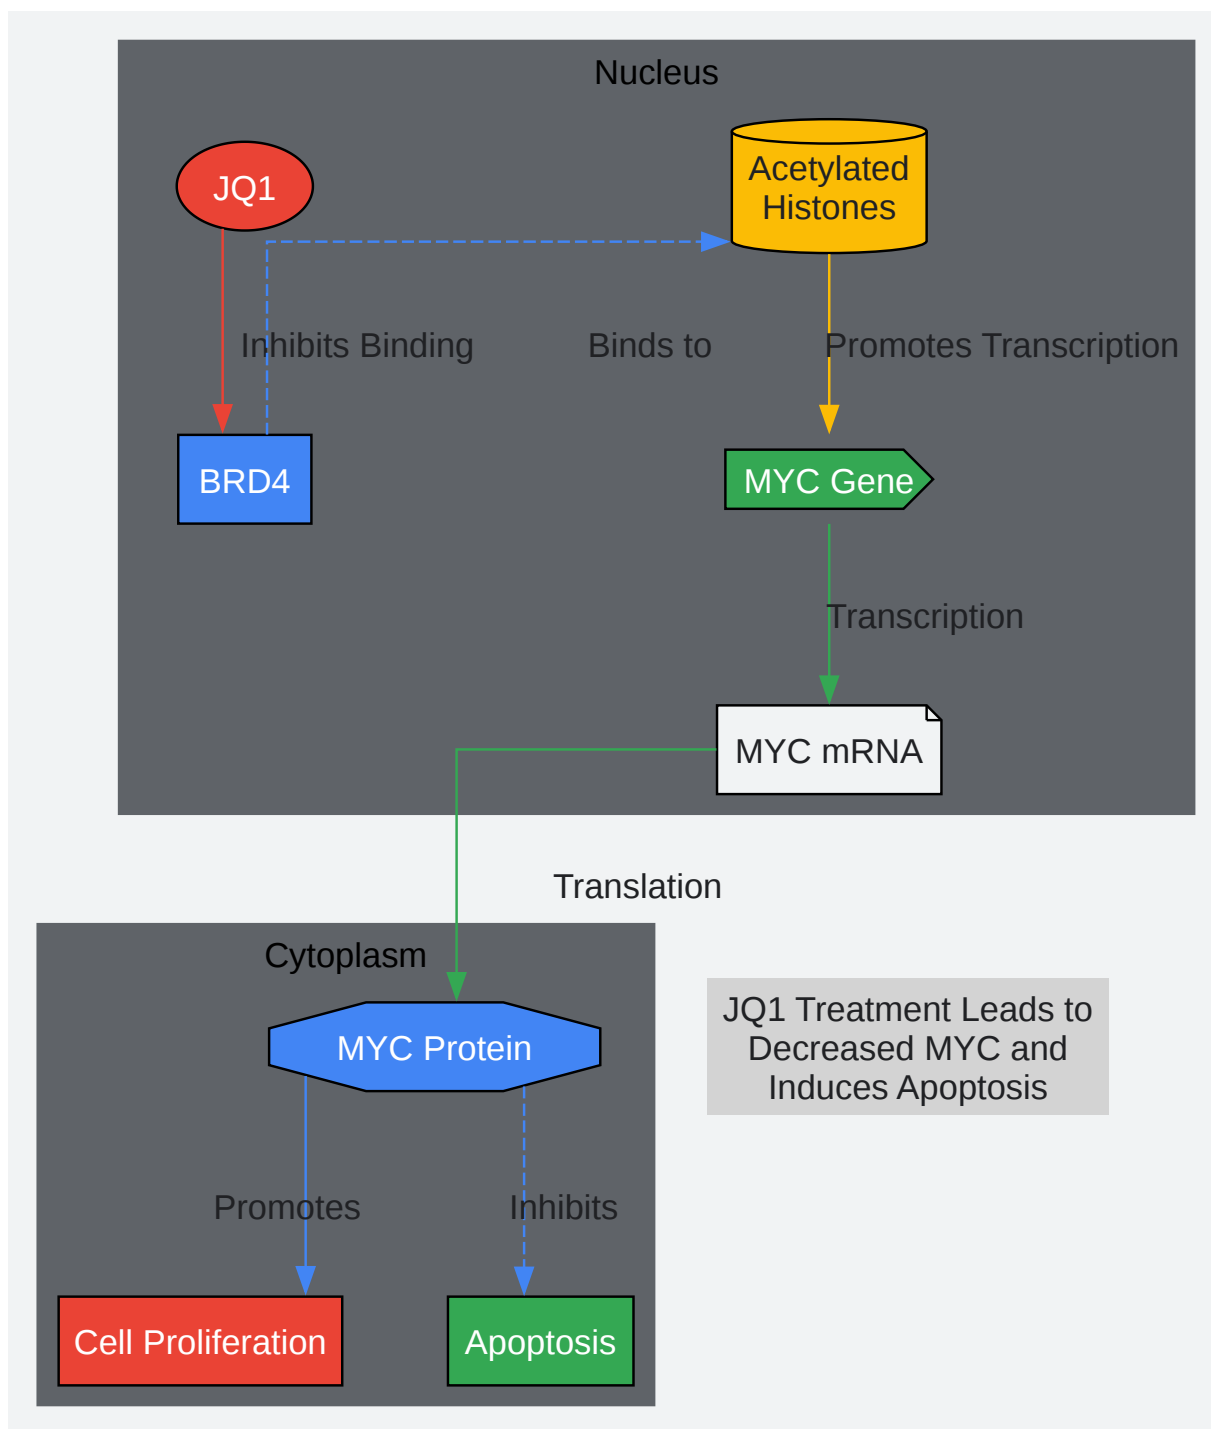 Nucleus
JQ1
Acetylated
Histones
Inhibits Binding
Binds to
Promotes Transcription
BRD4
MYC Gene
Transcription
MYC mRNA
Translation
Cytoplasm
MYC Protein
JQ1 Treatment Leads to
Decreased MYC and
Induces Apoptosis
Promotes
Inhibits
Cell Proliferation
Apoptosis